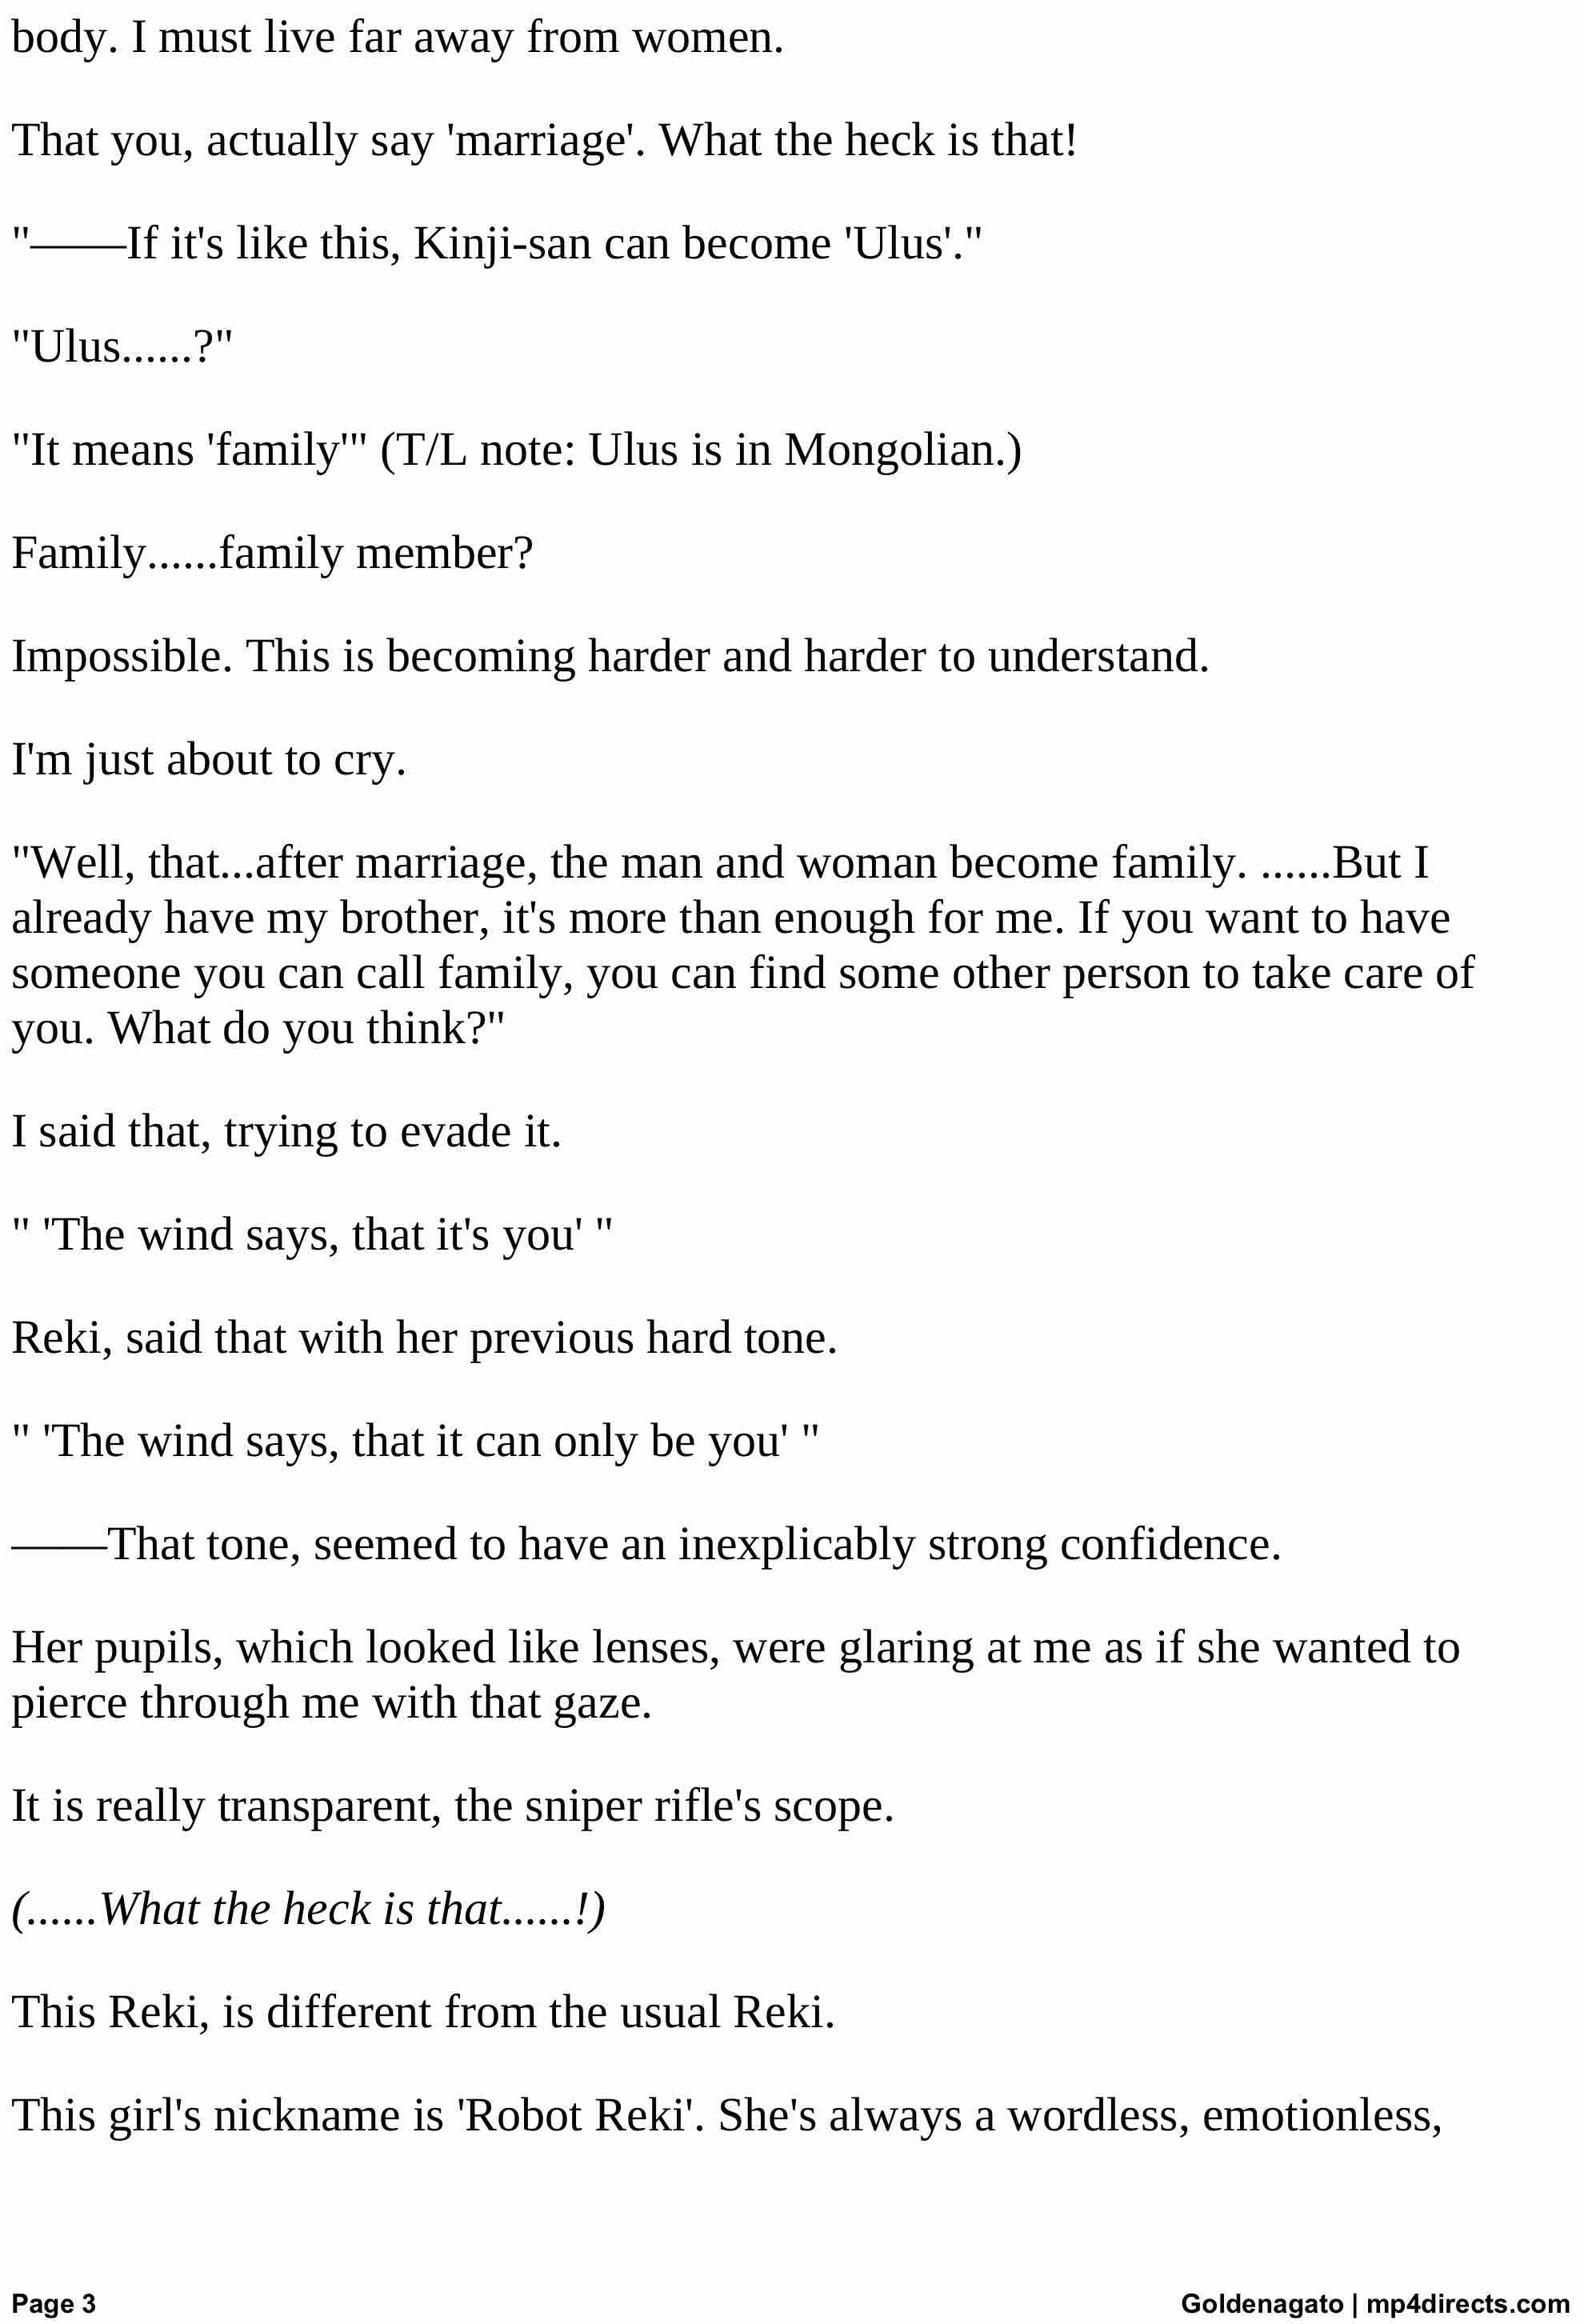 body. I must live far away from women.
That you, actually say 'marriage'. What the heck is that!
"——If it's like this, Kinji-san can become 'Ulus'."
"Ulus......?"
"It means 'family'" (T/L note: Ulus is in Mongolian.)
Family......family member?
Impossible. This is becoming harder and harder to understand.
I'm just about to cry.
"Well, that...after marriage, the man and woman become family. ......But I
already have my brother, it's more than enough for me. If you want to have
someone you can call family, you can find some other person to take care of
you. What do you think?"
I said that, trying to evade it.
" 'The wind says, that it's you' "
Reki, said that with her previous hard tone.
" 'The wind says, that it can only be you' "
——That tone, seemed to have an inexplicably strong confidence.
Her pupils, which looked like lenses, were glaring at me as if she wanted to
pierce through me with that gaze.
It is really transparent, the sniper rifle's scope.
(......What the heck is that......!)
This Reki, is different from the usual Reki.
This girl's nickname is 'Robot Reki'. She's always a wordless, emotionless,
Page 3
Goldenagato | mp4directs.com